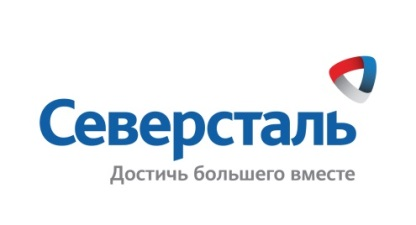 Северсталь
Достичь большего вместе